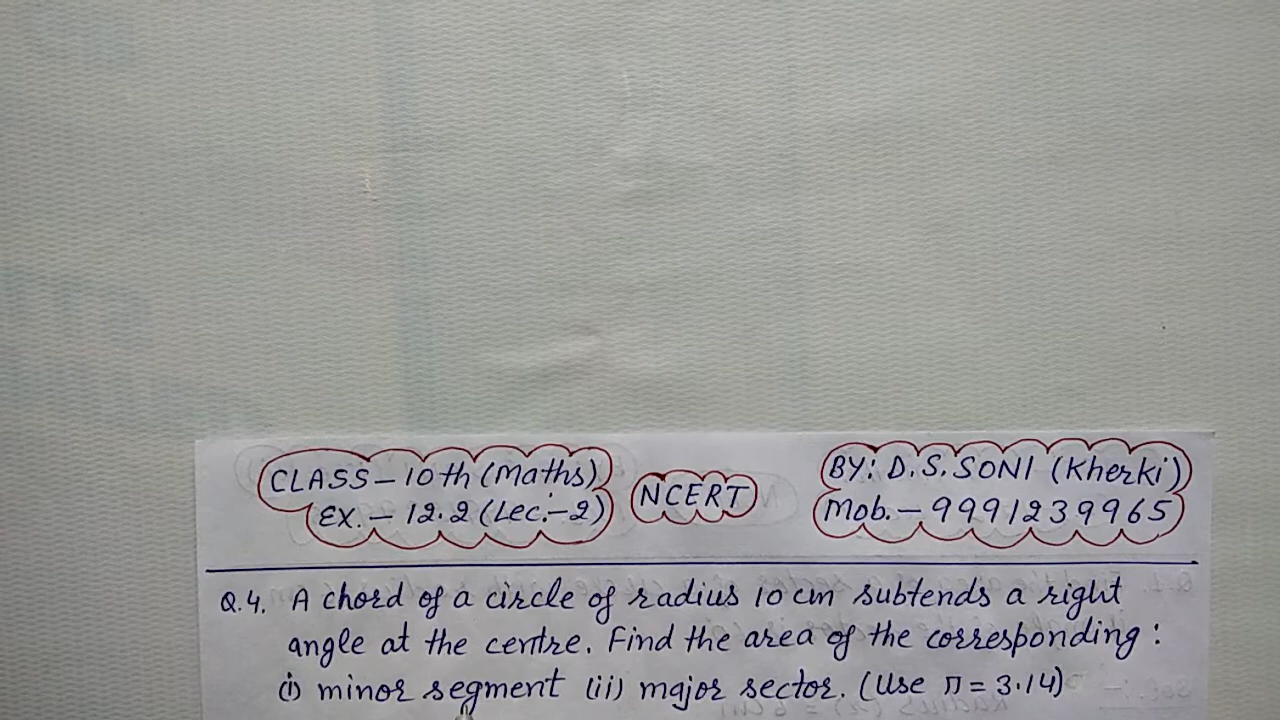 CLASS – 10th (Maths)
EX. – 12.2 (Lec.–2)
NCERT
BY: D.S. SONI (Kherki)
Mob. – 9991239965
Q.4. A chord of a circle of radius 10 cm subtends a right
angle at the centre. Find the area of the corresponding :
(i) minor segment (ii) major sector. (Use π = 3.14)